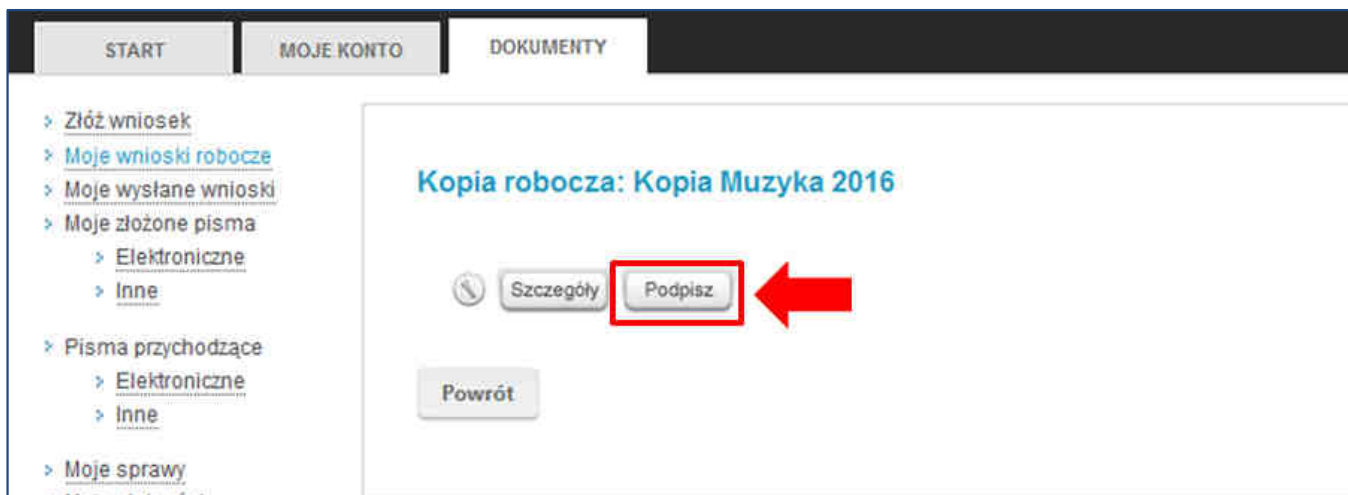 START MOJE KONTO DOKUMENTY
Złóż wniosek
Moje wnioski robocze
Moje wysłane wnioski
Moje złożone pisma
Elektroniczne
Inne
Pisma przychodzące
Elektroniczne
Inne
Moje sprawy
Kopia robocza: Kopia Muzyka 2016
Szczegóły Podpisz
Powrót